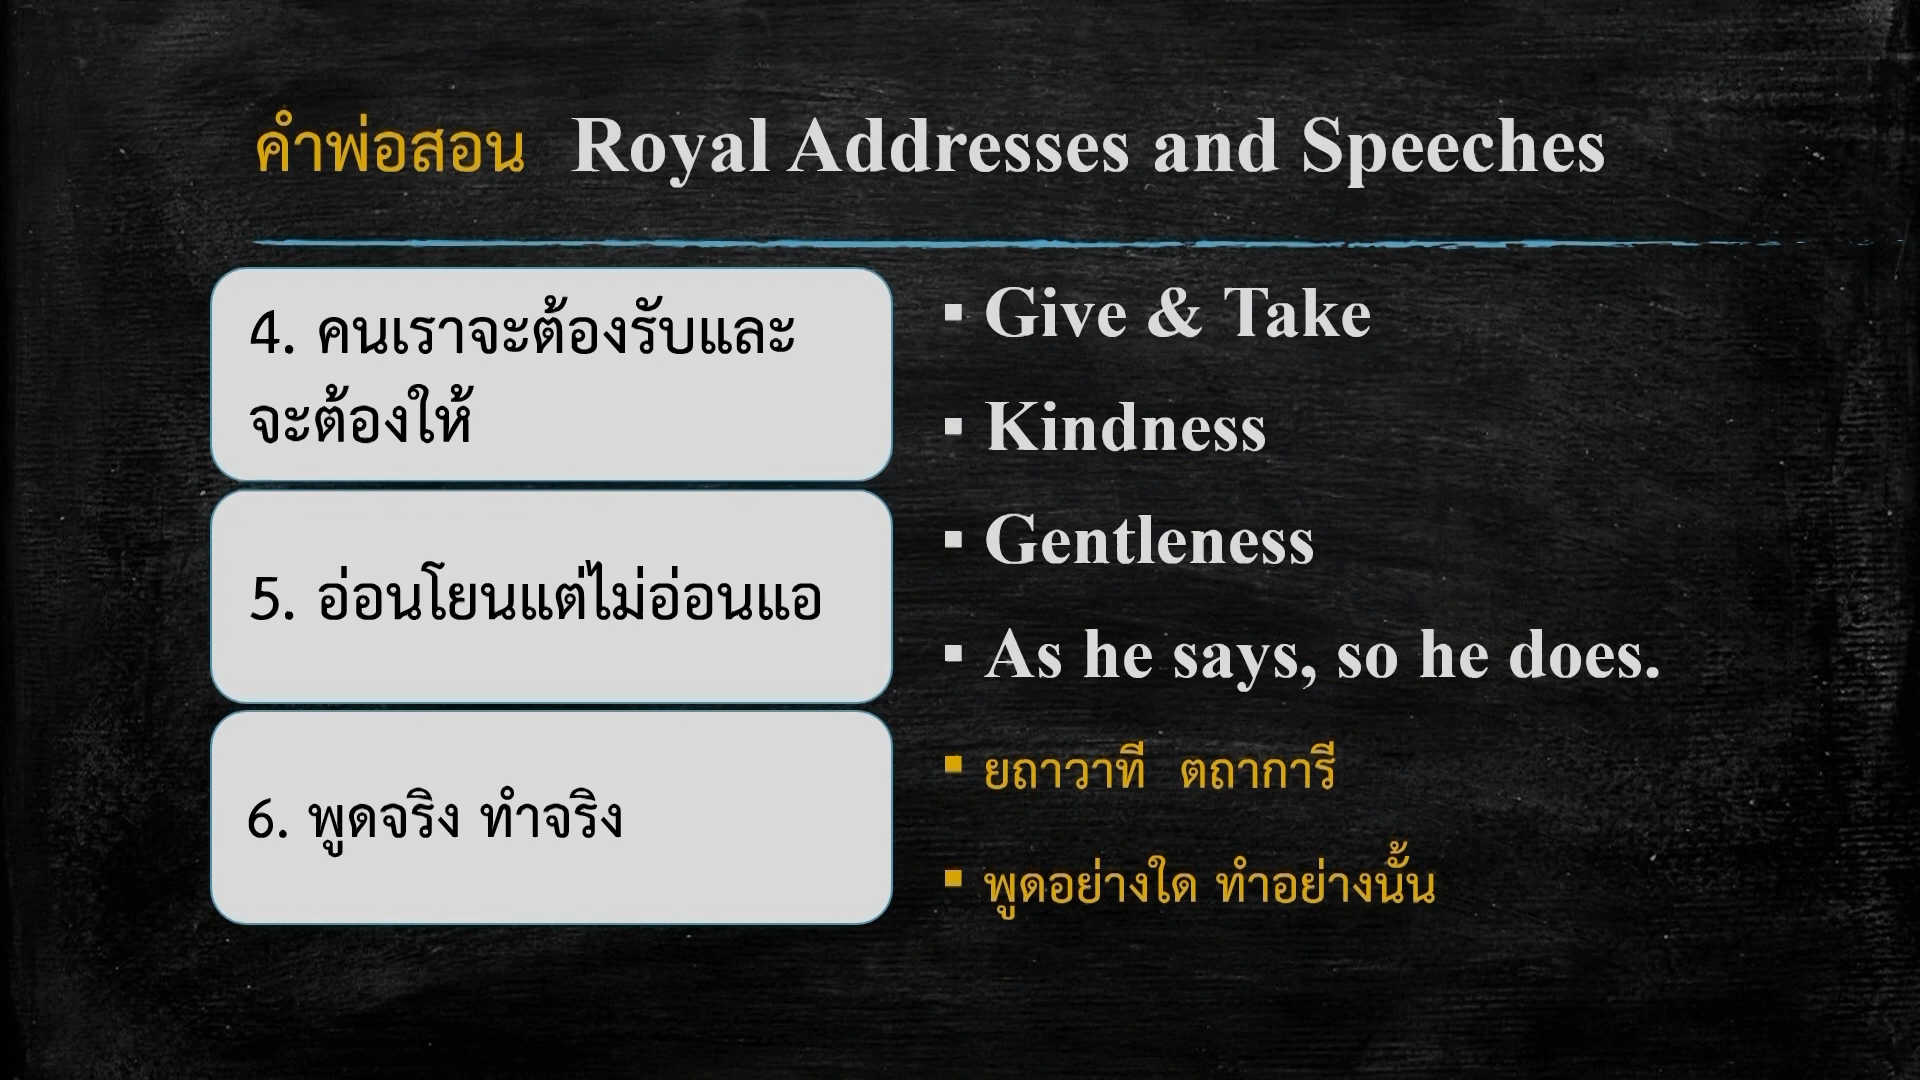 คำพ่อสอน Royal Addresses and Speeches
4. คนเราจะต้องรับและ
จะต้องให้
5. อ่อนโยนแต่ไม่อ่อนแอ
6. พูดจริง ทำจริง
▪ Give & Take
▪ Kindness
▪ Gentleness
▪ As he says, so he does.
▪ ยถาวาที ตถาการี
▪ พูดอย่างใด ทำอย่างนั้น